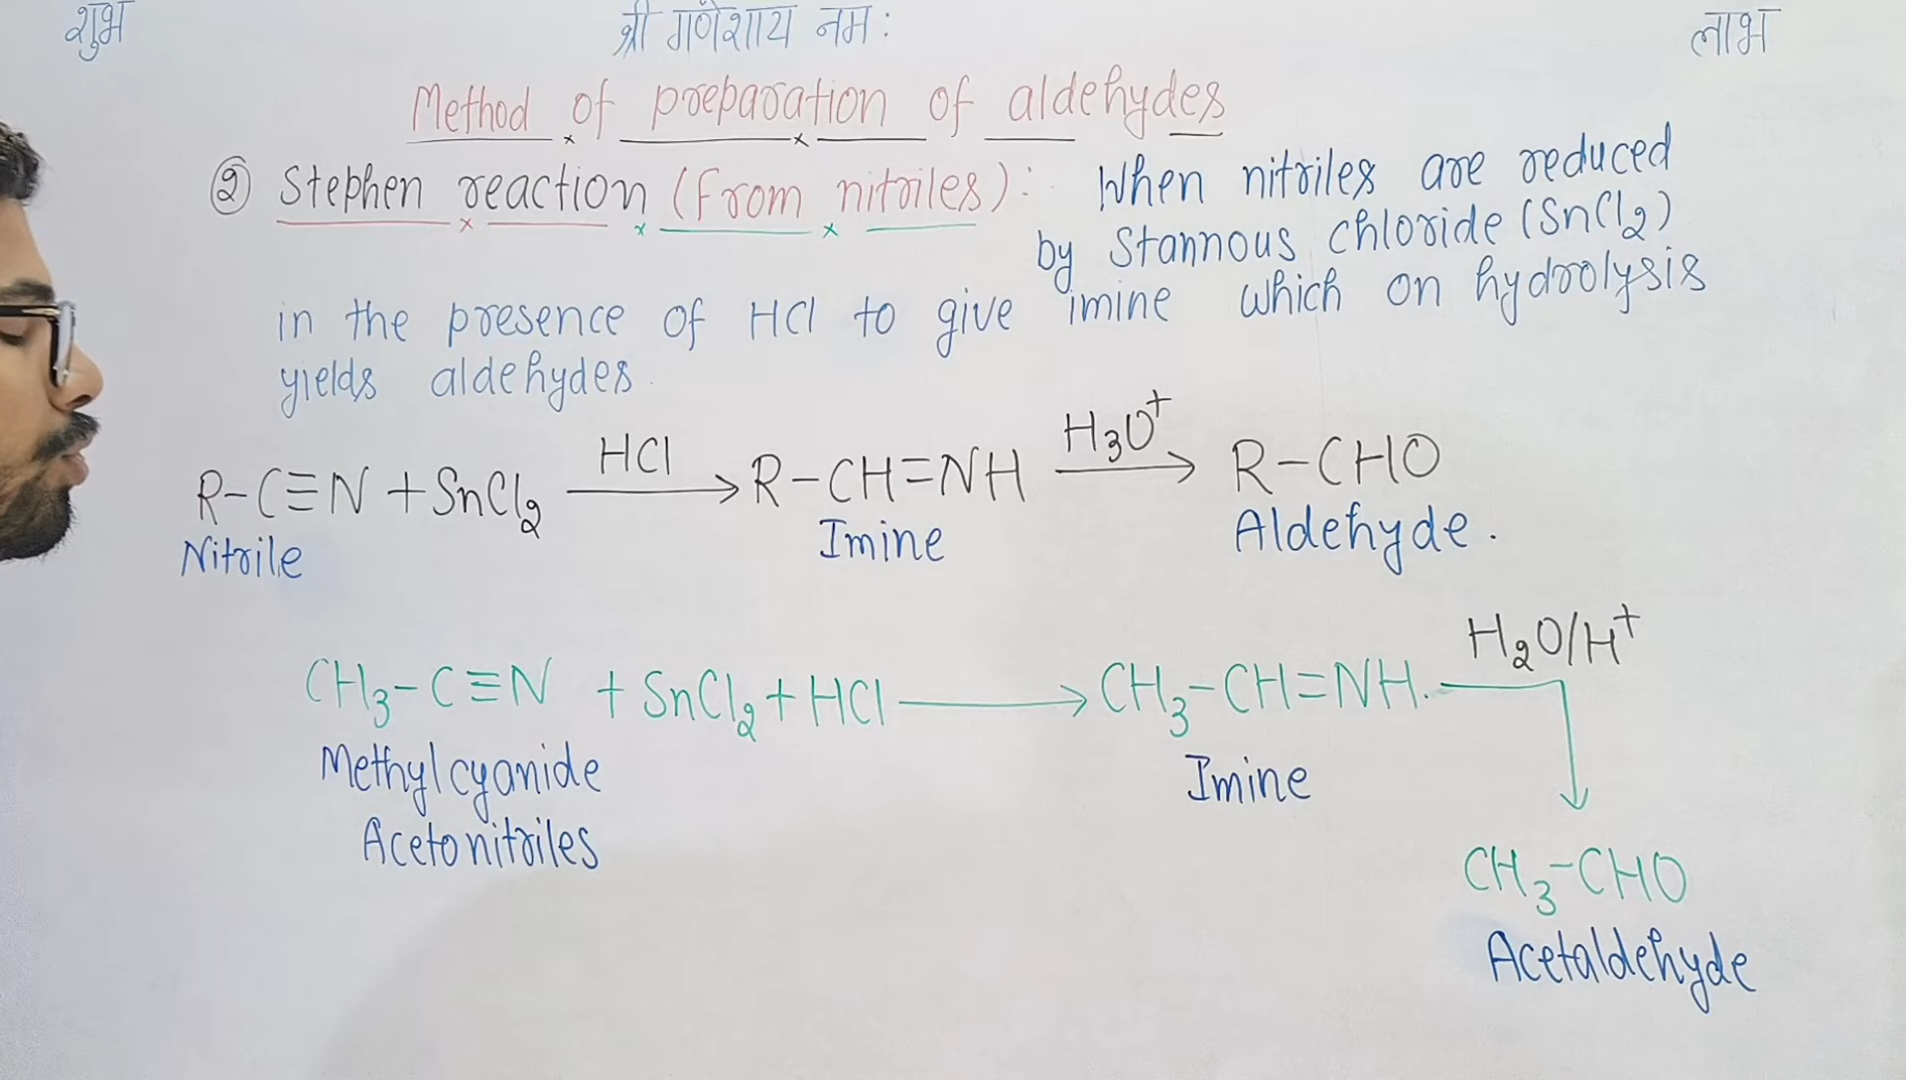 शुभ श्री गणेशाय नमः लाभ
Method of preparation of aldehydes
② Stephen reaction (From nitriles): When nitriles are reduced
by Stannous chloride (SnCl₂)
in the presence of HCl to give imine which on hydrolysis
yields aldehydes.
R-C≡N + SnCl₂ HCl → R-CH=NH H₃O⁺ → R-CHO
Nitrile Imine Aldehyde.
CH₃-C≡N + SnCl₂ + HCl → CH₃-CH=NH. H₂O/H⁺
Methylcyanide Imine
Acetonitriles
CH₃-CHO
Acetaldehyde